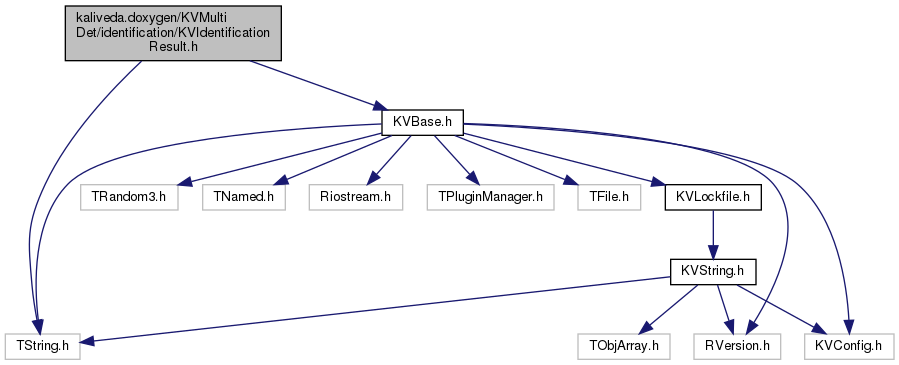 kaliveda.doxygen/KVMulti
Det/identification/KVIdentification
Result.h
KVBase.h
TRandom3.h
TNamed.h
Riostream.h
TPluginManager.h
TFile.h
KVLockfile.h
KVString.h
TString.h
TObjArray.h
RVersion.h
KVConfig.h